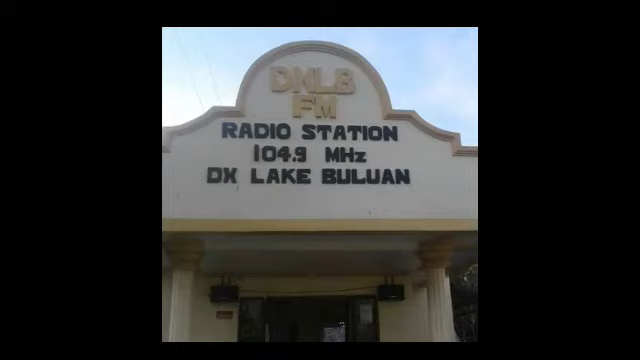 DXLB
FM
RADIO STATION
104.9 MHz
DX LAKE BULUAN